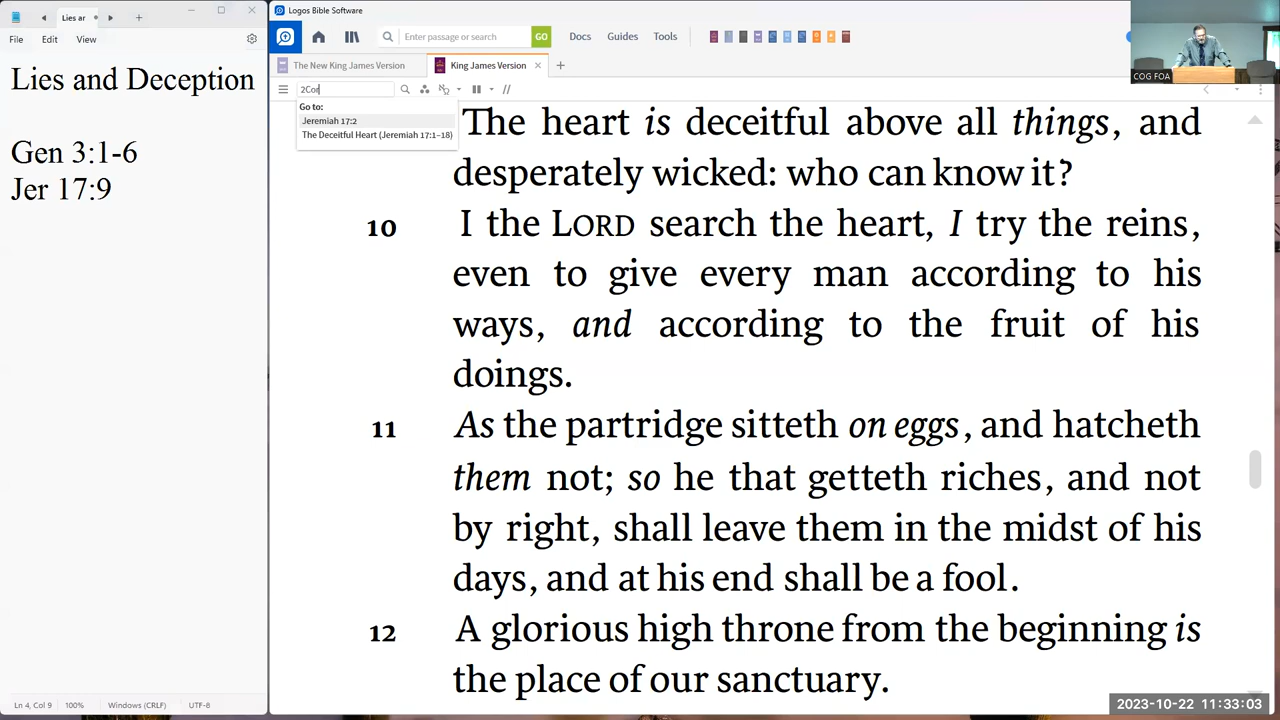 Lies ar
File Edit View
Lies and Deception
Gen 3:1-6
Jer 17:9
Ln 4, Col 9 100% Windows (CRLF) UTF-8
Logos Bible Software
Enter passage or search GO Docs Guides Tools
The New King James Version King James Version
2Cor
Go to:
Jeremiah 17:2
The Deceitful Heart (Jeremiah 17:1–18)
The heart is deceitful above all things, and
desperately wicked: who can know it?
10 I the LORD search the heart, I try the reins,
even to give every man according to his
ways, and according to the fruit of his
doings.
11 As the partridge sitteth on eggs, and hatcheth
them not; so he that getteth riches, and not
by right, shall leave them in the midst of his
days, and at his end shall be a fool.
12 A glorious high throne from the beginning is
the place of our sanctuary.
COG FOA
2023-10-22 11:33:03